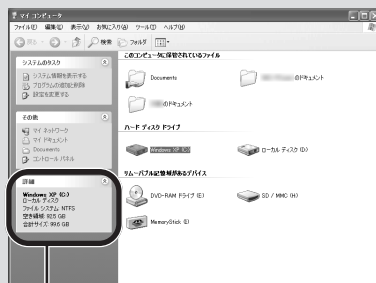 マイ コンピュータ
ファイル(F) 編集(E) 表示(V) お気に入り(A) ツール(T) ヘルプ(H)
戻る 検索 フォルダ
システムのタスク
システム情報を表示する
プログラムの追加と削除
設定を変更する
その他
マイ ネットワーク
マイ ドキュメント
Documents
コントロール パネル
詳細
Windows XP (C:)
ローカル ディスク
ファイル システム: NTFS
空き領域: 92.5 GB
合計サイズ: 99.6 GB
このコンピュータに保管されているファイル
Documents
のドキュメント
のドキュメント
ハード ディスク ドライブ
Windows XP (C:)
ローカル ディスク (D:)
リムーバブル記憶域があるデバイス
DVD-RAM ドライブ (E:)
SD / MMC (H:)
MemoryStick